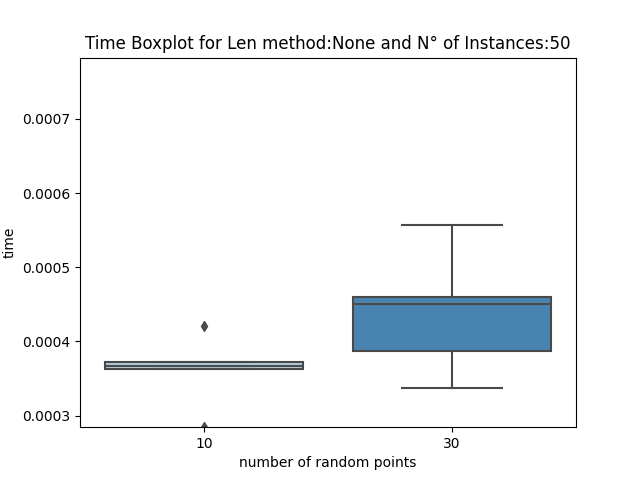 Time Boxplot for Len method:None and N° of Instances:50
0.0007
0.0006
0.0005
0.0004
0.0003
time
10 30
number of random points